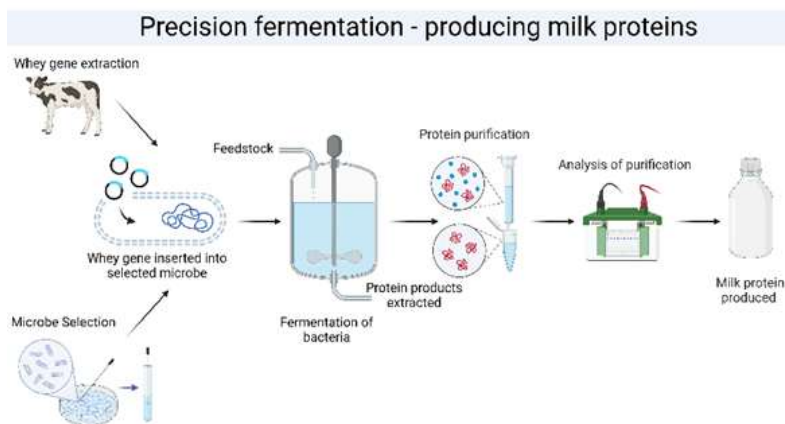 Precision fermentation - producing milk proteins
Whey gene extraction
Feedstock
Protein purification
Analysis of purification
Whey gene inserted into
selected microbe
Protein products
extracted
Fermentation of
bacteria
Milk protein
produced
Microbe Selection